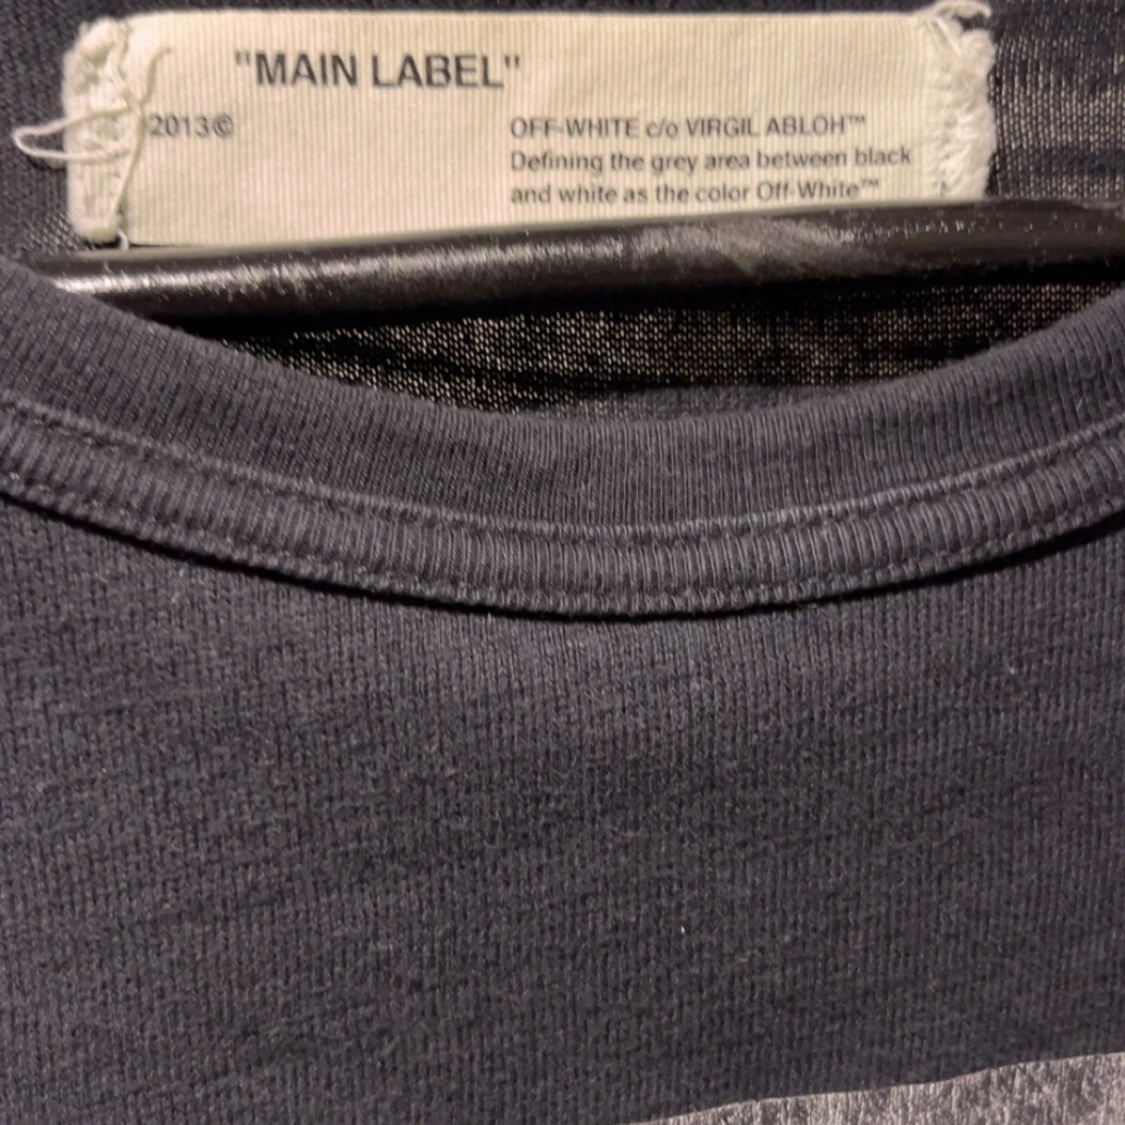 "MAIN LABEL"
2013©
OFF-WHITE c/o VIRGIL ABLOH™
Defining the grey area between black
and white as the color Off-White™